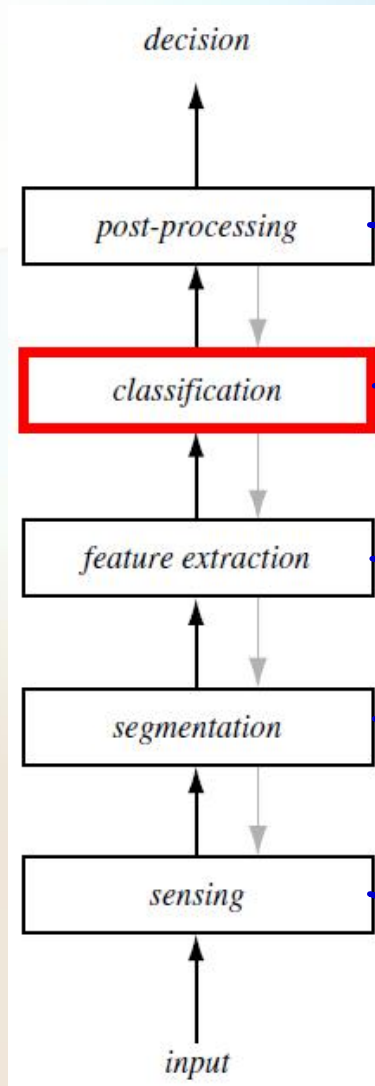 decision
post-processing
classification
feature extraction
segmentation
sensing
input